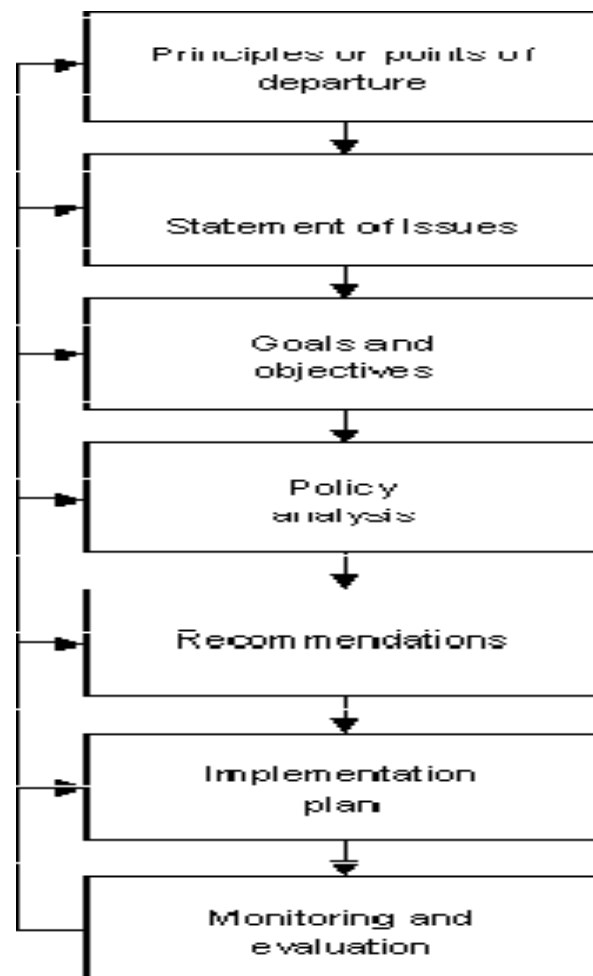 Principles or points of
departure
Statement of Issues
Goals and
objectives
Policy
analysis
Recommendations
Implementation
plan
Monitoring and
evaluation